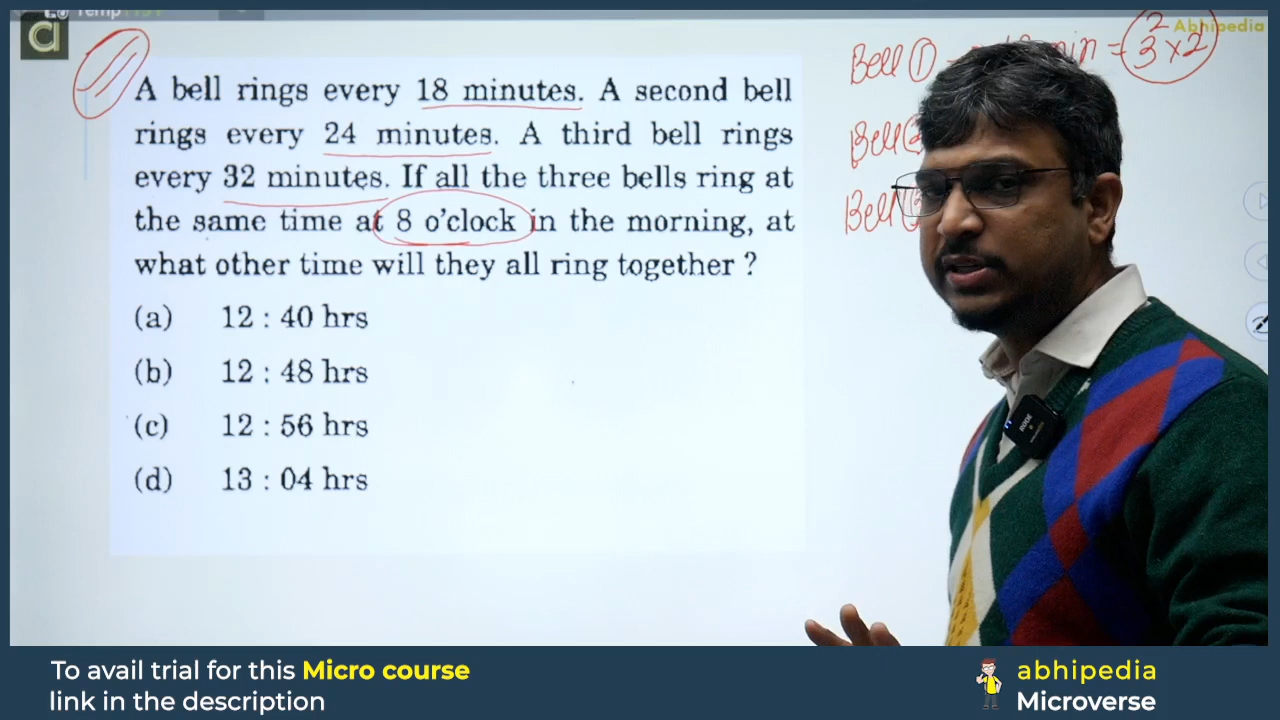 Abhipedia
A bell rings every 18 minutes. A second bell
rings every 24 minutes. A third bell rings
every 32 minutes. If all the three bells ring at
the same time at 8 o'clock in the morning, at
what other time will they all ring together ?
(a) 12 : 40 hrs
(b) 12 : 48 hrs
(c) 12 : 56 hrs
(d) 13 : 04 hrs
Bell ①
= 3² × 2
Bell
Bell
To avail trial for this Micro course
link in the description
abhipedia
Microverse